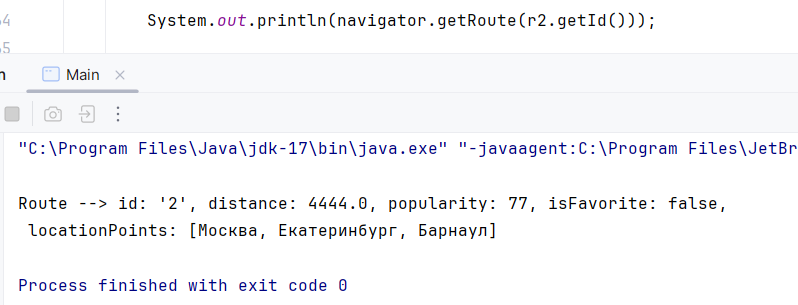 64 System.out.println(navigator.getRoute(r2.getId()));
65
Main
"C:\Program Files\Java\jdk-17\bin\java.exe" "-javaagent:C:\Program Files\JetBr
Route --> id: '2', distance: 4444.0, popularity: 77, isFavorite: false,
locationPoints: [Москва, Екатеринбург, Барнаул]
Process finished with exit code 0